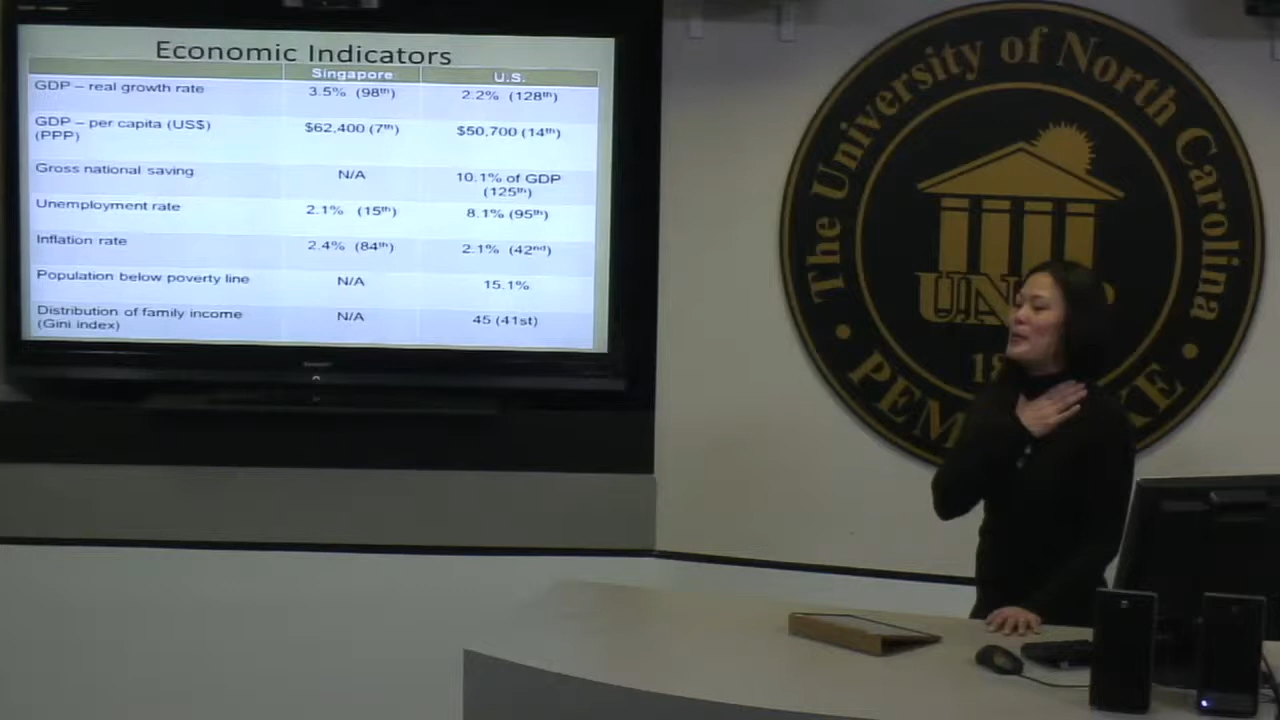 Economic Indicators
Singapore U.S.
GDP – real growth rate 3.5% (98th) 2.2% (128th)
GDP – per capita (US$) $62,400 (7th) $50,700 (14th)
(PPP)
Gross national saving N/A 10.1% of GDP
(125th)
Unemployment rate 2.1% (15th) 8.1% (95th)
Inflation rate 2.4% (84th) 2.1% (42nd)
Population below poverty line N/A 15.1%
Distribution of family income N/A 45 (41st)
(Gini index)
The University of North Carolina